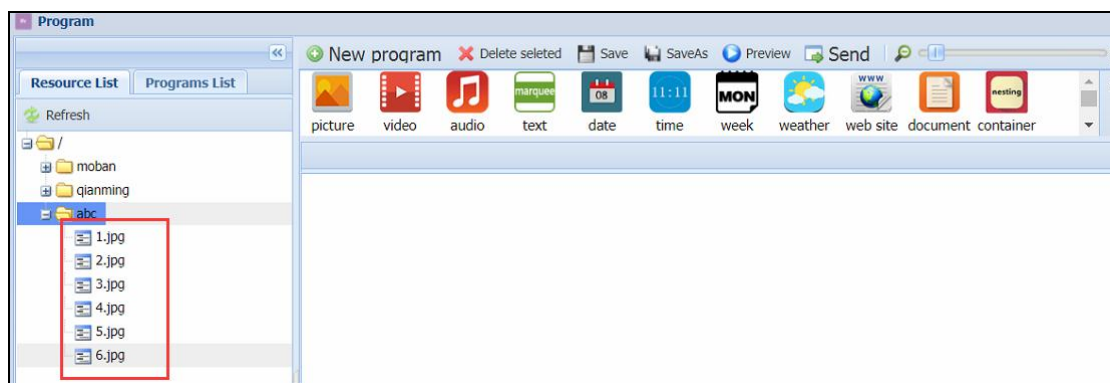 Program
New program Delete seleted Save SaveAs Preview Send
Resource List Programs List
Refresh
marquee 08 11:11 MON www nesting
picture video audio text date time week weather web site document container
/
moban
qianming
abc
1.jpg
2.jpg
3.jpg
4.jpg
5.jpg
6.jpg